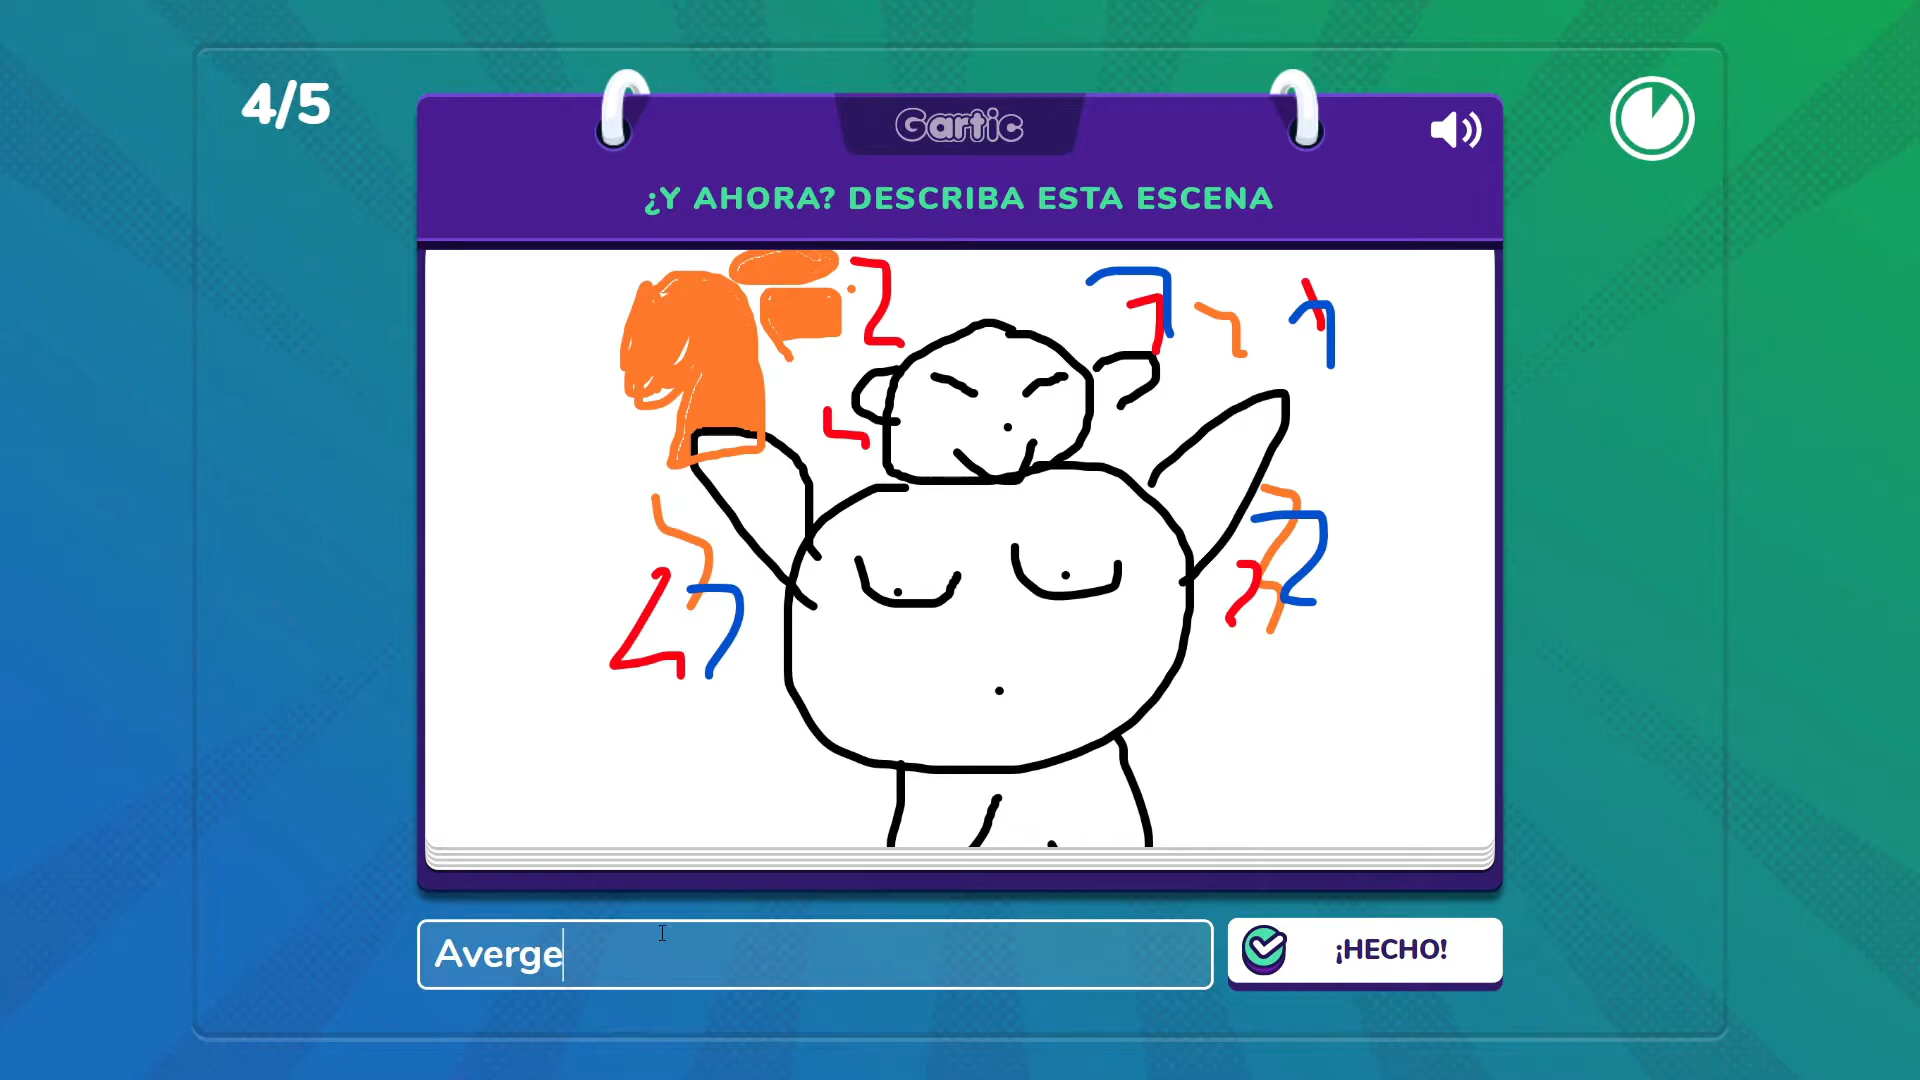 4/5
Gartic
¿Y AHORA? DESCRIBA ESTA ESCENA
Averge
¡HECHO!